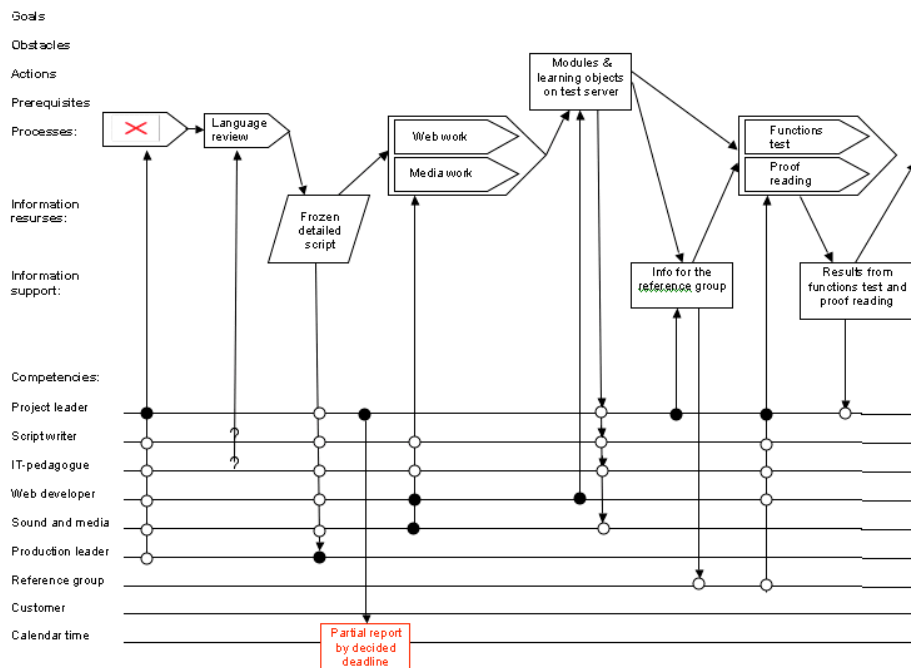 Goals
Obstacles
Actions
Prerequisites
Processes:
Language
review
Web work
Media work
Modules &
learning objects
on test server
Functions
test
Proof
reading
Information
resurses:
Frozen
detailed
script
Information
support:
Info for the
reference group
Results from
functions test and
proof reading
Competencies:
Project leader
Scriptwriter
?
IT-pedagogue
?
Web developer
Sound and media
Production leader
Reference group
Customer
Calendar time
Partial report
by decided
deadline